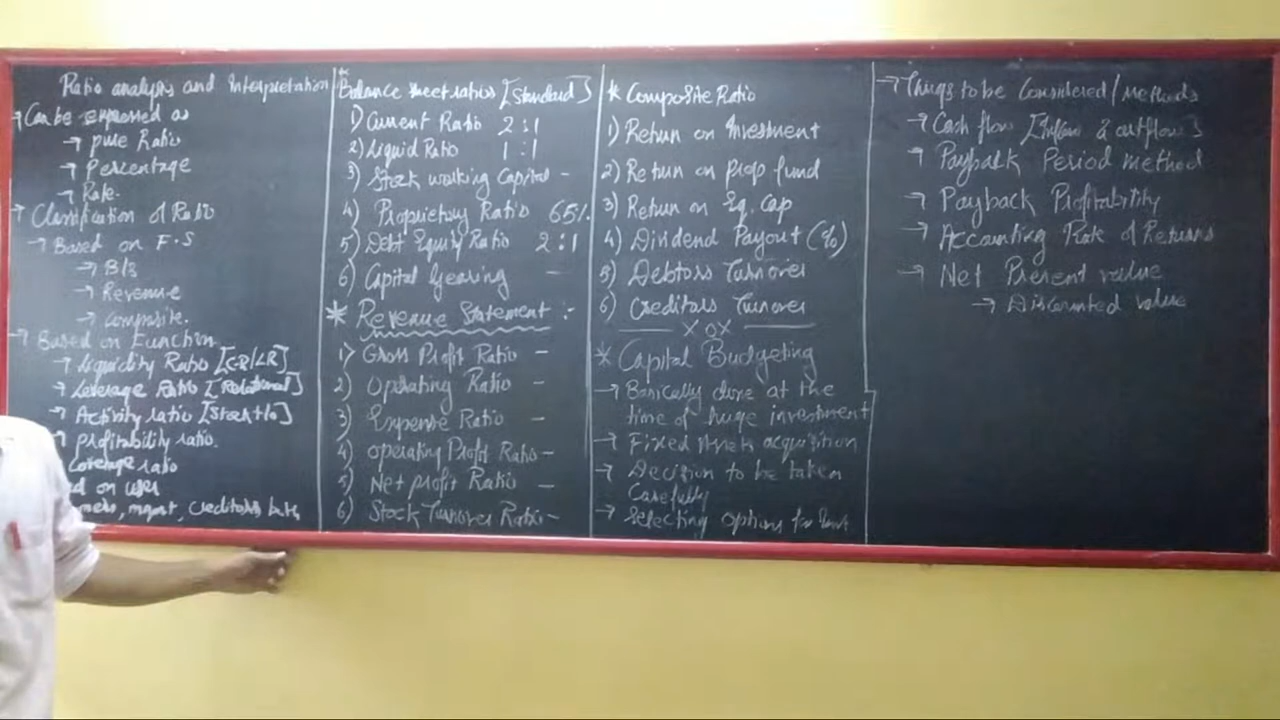 Ratio analysis and Interpretation
→ Can be expressed as
→ pure Ratio
→ Percentage
→ Rate.
→ Classification of Ratio
→ Based on F.S
→ B/s
→ Revenue
→ Composite.
→ Based on Function
→ Liquidity Ratio [CR/LR]
→ Leverage Ratio [Relational]
→ Activity ratio [Stock t/o]
→ Profitability ratio.
Coverage ratio
on user
mgmt, Creditors,
* Balance sheet ratios [Standard]
1) Current Ratio 2:1
2) Liquid Ratio 1:1
3) Stock working Capital -
4) Proprietory Ratio 65%
5) Debt Equity Ratio 2:1
6) Capital Gearing -
* Revenue Statement :-
1) Gross Profit Ratio -
2) Operating Ratio -
3) Expense Ratio -
4) Operating Profit Ratio -
5) Net profit Ratio -
6) Stock Turnover Ratio -
* Composite Ratio
1) Return on Investment
2) Return on prop fund
3) Return on Eq. Cap
4) Dividend Payout (%)
5) Debtors Turnover
6) Creditors Turnover
—— X o X ——
* Capital Budgeting
→ Basically done at the
time of huge investment
→ Fixed Assets acquisition
→ Decision to be taken
Carefully
→ Selecting options for
→ Things to be Considered/Methods
→ Cash flow [Inflow & outflow]
→ Payback Period method
→ Payback Profitability
→ Accounting Rate of Returns
→ Net Present value
→ Discounted value